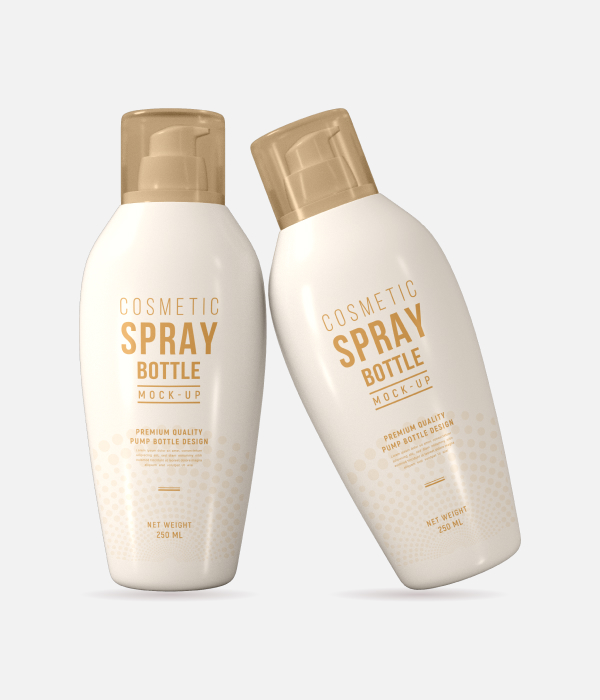 COSMETIC
SPRAY
BOTTLE
MOCK-UP
PREMIUM QUALITY
PUMP BOTTLE DESIGN
NET WEIGHT
250 ML
COSMETIC
SPRAY
BOTTLE
MOCK-UP
PREMIUM QUALITY
PUMP BOTTLE DESIGN
NET WEIGHT
250 ML